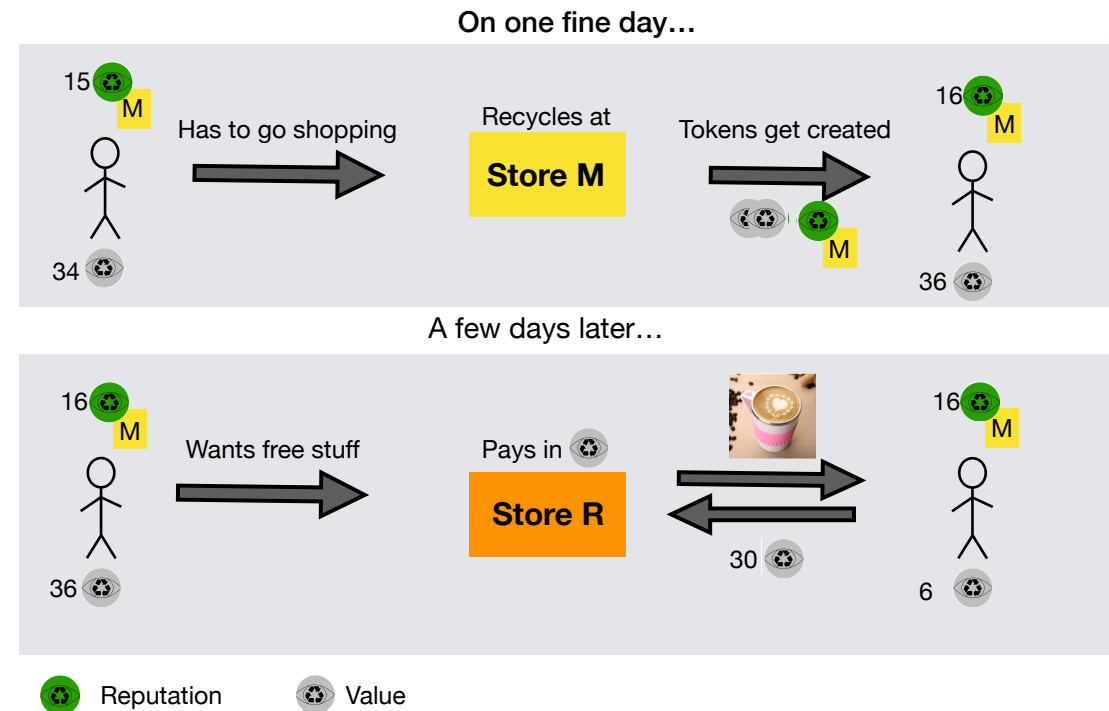 On one fine day…
15
M
Has to go shopping
Recycles at
Store M
Tokens get created
M
16
M
34
36
A few days later…
16
M
Wants free stuff
Pays in
Store R
30
16
M
36
6
Reputation
Value